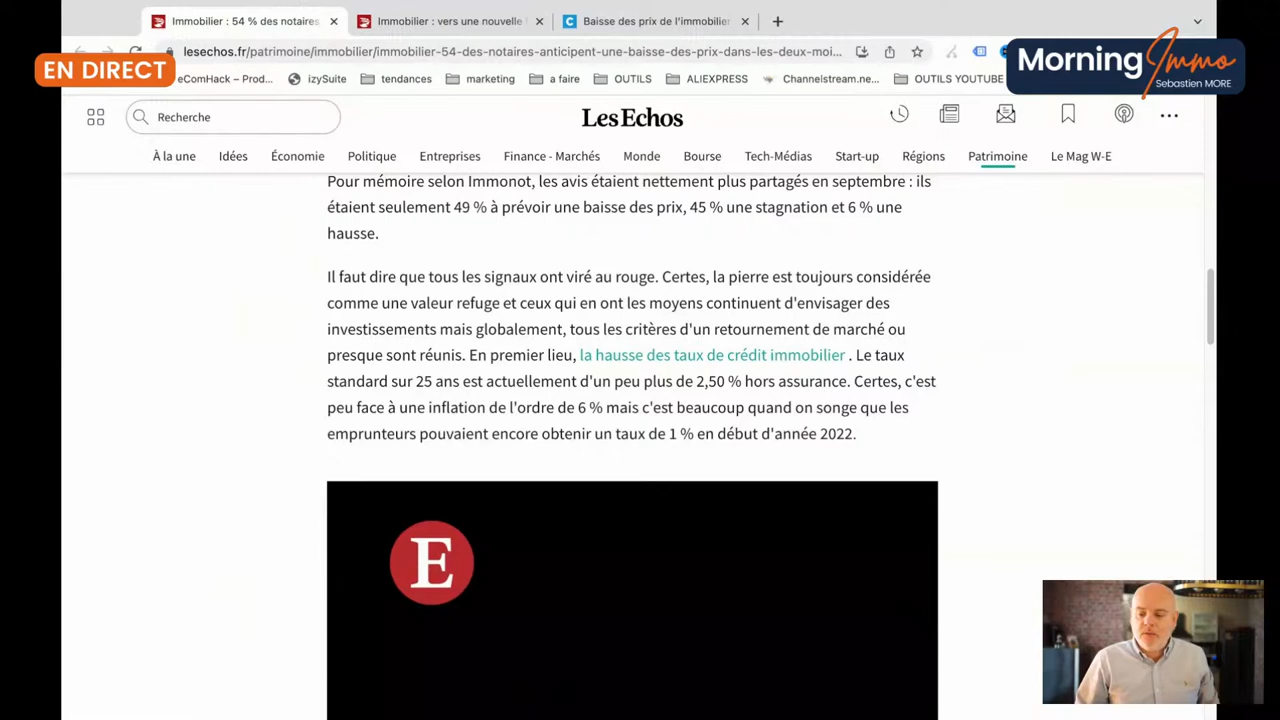 Immobilier : 54 % des notaires
Immobilier : vers une nouvelle
Baisse des prix de l'immobilier
EN DIRECT
lesechos.fr/patrimoine/immobilier/immobilier-54-des-notaires-anticipent-une-baisse-des-prix-dans-les-deux-moi...
Morning Immo
Sebastien MORE
eComHack – Prod...
izySuite
tendances
marketing
a faire
OUTILS
ALIEXPRESS
Channelstream.ne...
OUTILS YOUTUBE
Recherche
Les Echos
À la une
Idées
Économie
Politique
Entreprises
Finance - Marchés
Monde
Bourse
Tech-Médias
Start-up
Régions
Patrimoine
Le Mag W-E
Pour mémoire selon Immonot, les avis étaient nettement plus partagés en septembre : ils
étaient seulement 49 % à prévoir une baisse des prix, 45 % une stagnation et 6 % une
hausse.
Il faut dire que tous les signaux ont viré au rouge. Certes, la pierre est toujours considérée
comme une valeur refuge et ceux qui en ont les moyens continuent d'envisager des
investissements mais globalement, tous les critères d'un retournement de marché ou
presque sont réunis. En premier lieu, la hausse des taux de crédit immobilier . Le taux
standard sur 25 ans est actuellement d'un peu plus de 2,50 % hors assurance. Certes, c'est
peu face à une inflation de l'ordre de 6 % mais c'est beaucoup quand on songe que les
emprunteurs pouvaient encore obtenir un taux de 1 % en début d'année 2022.
E